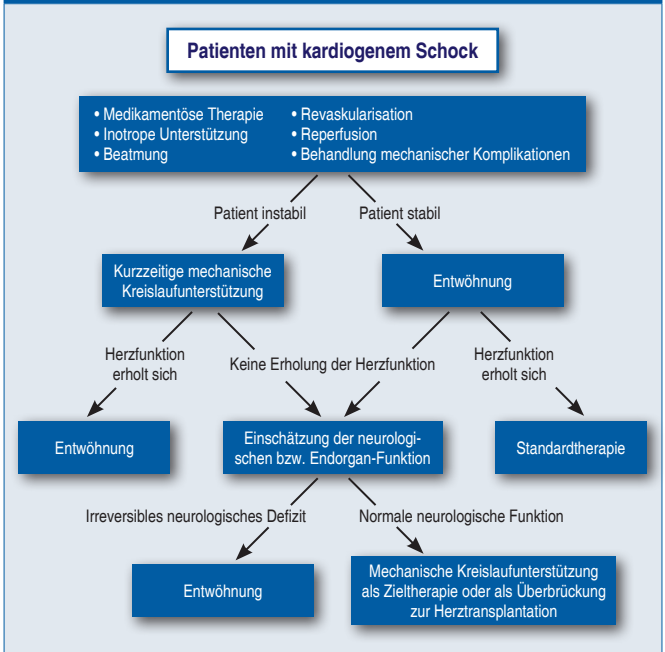 Patienten mit kardiogenem Schock
• Medikamentöse Therapie
• Inotrope Unterstützung
• Beatmung
• Revaskularisation
• Reperfusion
• Behandlung mechanischer Komplikationen
Patient instabil
Patient stabil
Kurzzeitige mechanische
Kreislaufunterstützung
Entwöhnung
Herzfunktion
erholt sich
Keine Erholung der Herzfunktion
Herzfunktion
erholt sich
Entwöhnung
Einschätzung der neurologi-
schen bzw. Endorgan-Funktion
Standardtherapie
Irreversibles neurologisches Defizit
Normale neurologische Funktion
Entwöhnung
Mechanische Kreislaufunterstützung
als Zieltherapie oder als Überbrückung
zur Herztransplantation